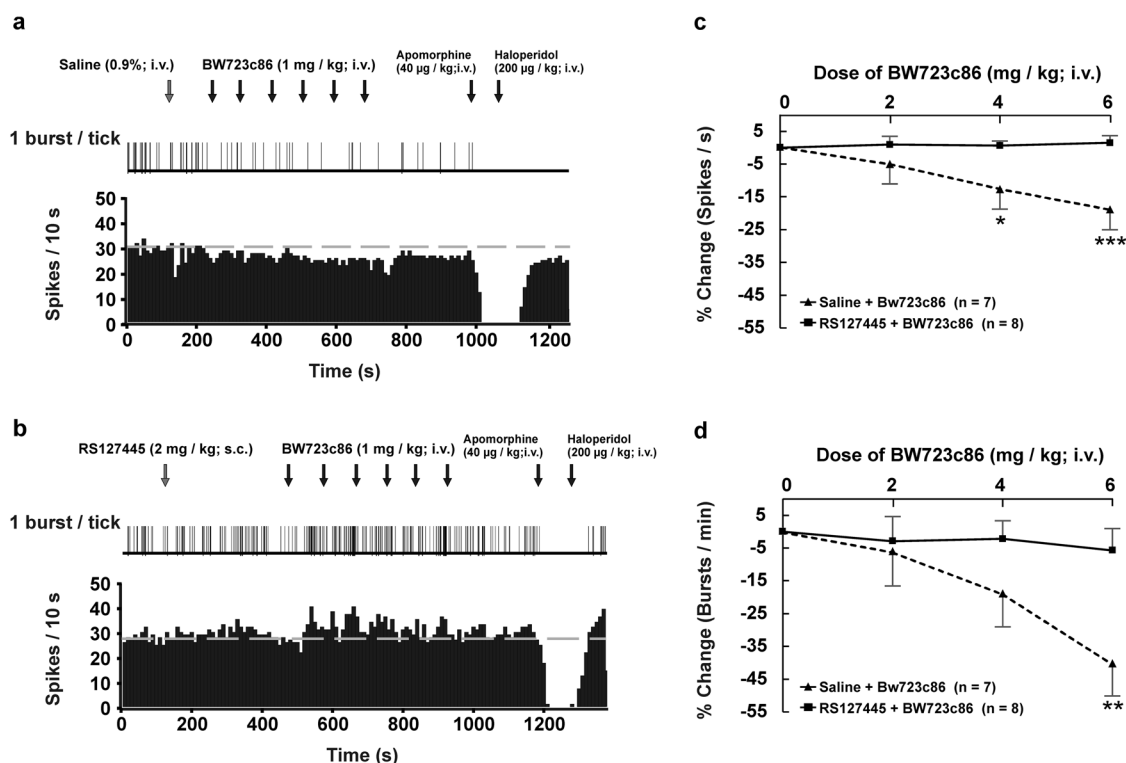 a
Saline (0.9%; i.v.) BW723c86 (1 mg / kg; i.v.) Apomorphine (40 µg / kg;i.v.) Haloperidol (200 µg / kg; i.v.)
1 burst / tick
Spikes / 10 s
50
40
30
20
10
0
0 200 400 600 800 1000 1200
Time (s)
b
RS127445 (2 mg / kg; s.c.) BW723c86 (1 mg / kg; i.v.) Apomorphine (40 µg / kg;i.v.) Haloperidol (200 µg / kg; i.v.)
1 burst / tick
Spikes / 10 s
50
40
30
20
10
0
0 200 400 600 800 1000 1200
Time (s)
c
Dose of BW723c86 (mg / kg; i.v.)
0 2 4 6
% Change (Spikes / s)
5
-5
-15
-25
-35
-45
-55
*
***
Saline + Bw723c86 (n = 7)
RS127445 + BW723c86 (n = 8)
d
Dose of BW723c86 (mg / kg; i.v.)
0 2 4 6
% Change (Bursts / min)
5
-5
-15
-25
-35
-45
-55
**
Saline + Bw723c86 (n = 7)
RS127445 + BW723c86 (n = 8)